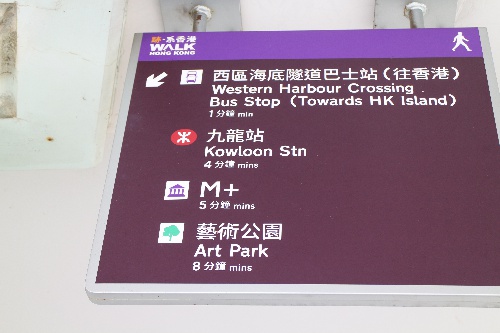 跡·系香港
WALK
HONG KONG
西區海底隧道巴士站（往香港）
Western Harbour Crossing
Bus Stop (Towards HK Island)
1 分鐘 min
九龍站
Kowloon Stn
4 分鐘 mins
M+
5 分鐘 mins
藝術公園
Art Park
8 分鐘 mins